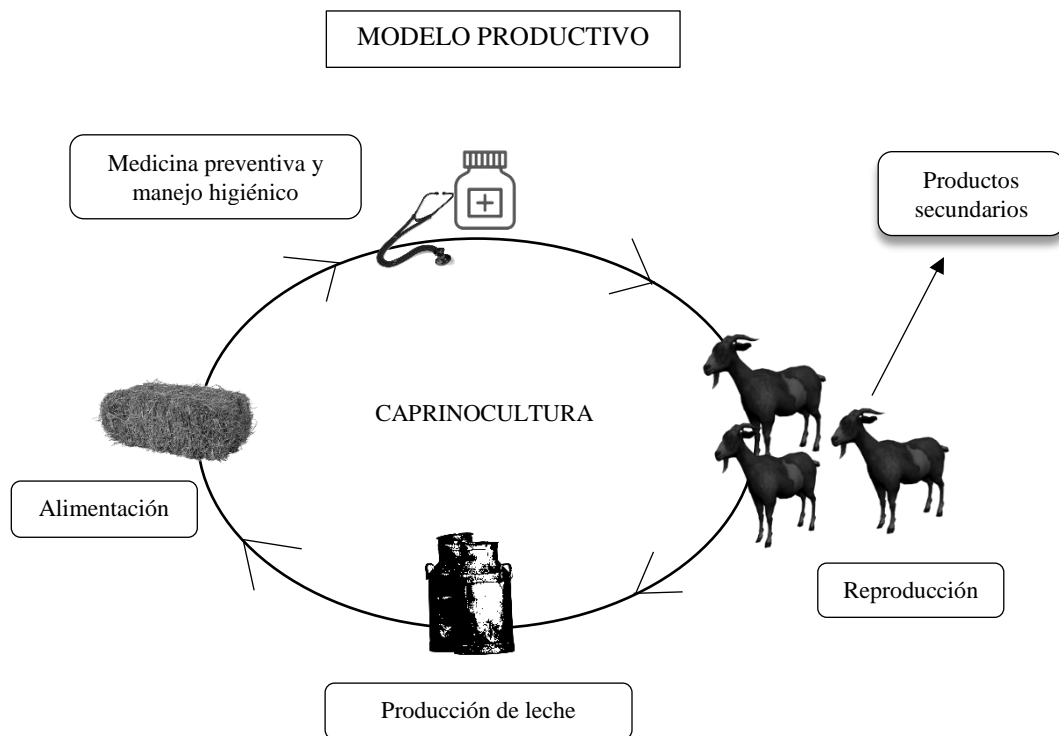 MODELO PRODUCTIVO
Medicina preventiva y
manejo higiénico
Productos
secundarios
CAPRINOCULTURA
Alimentación
Reproducción
Producción de leche